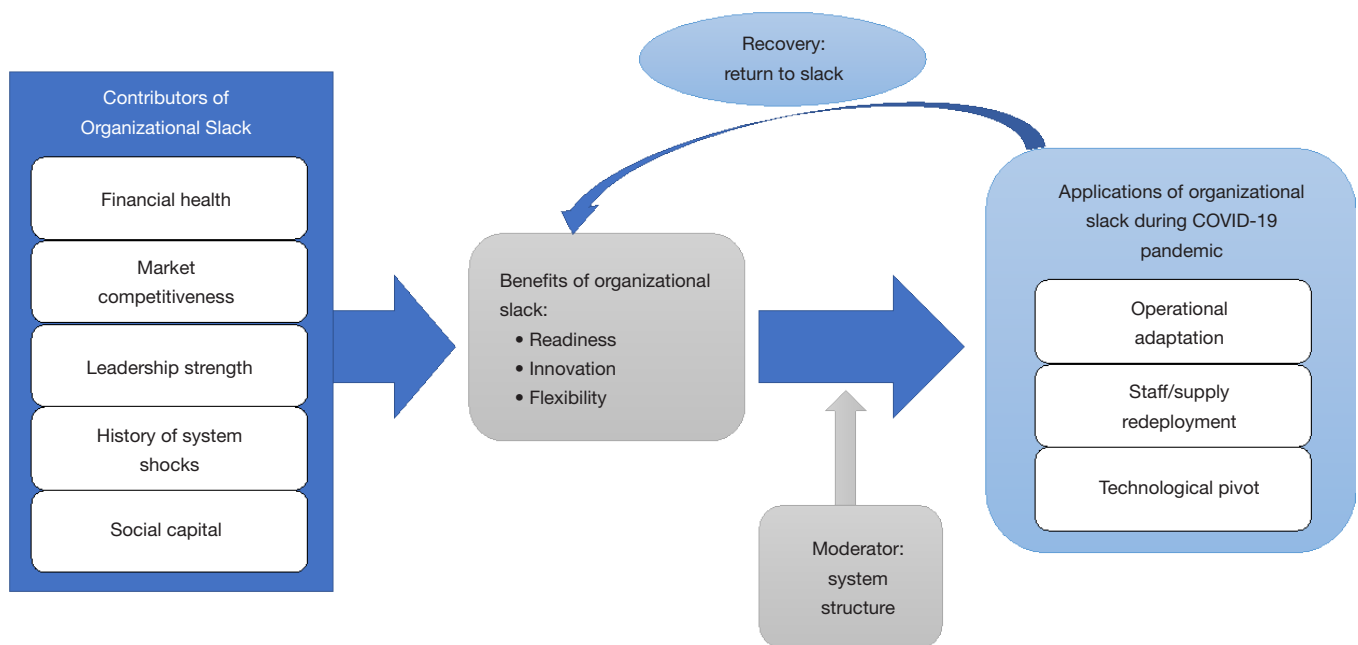 Recovery:
return to slack
Contributors of
Organizational Slack
Financial health
Market
competitiveness
Leadership strength
History of system
shocks
Social capital
Benefits of organizational
slack:
• Readiness
• Innovation
• Flexibility
Moderator:
system
structure
Applications of organizational
slack during COVID-19
pandemic
Operational
adaptation
Staff/supply
redeployment
Technological pivot